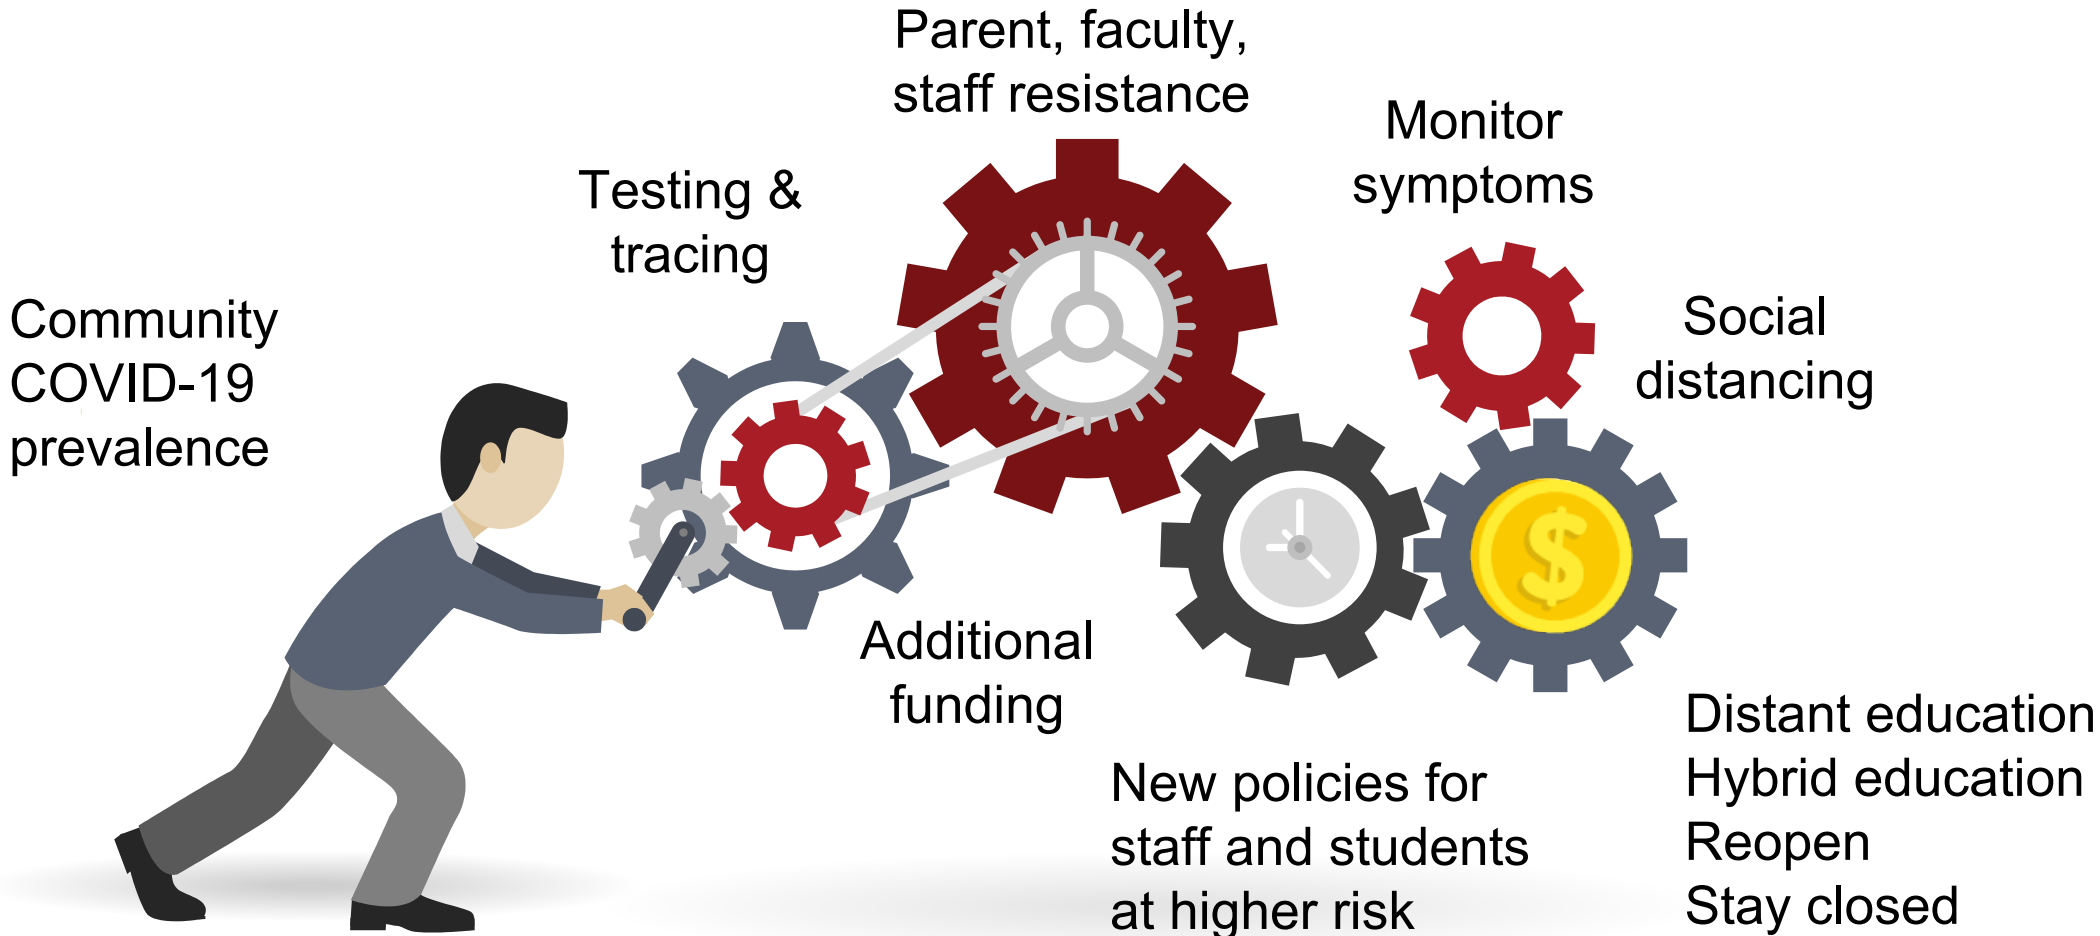 Parent, faculty,
staff resistance
Monitor
symptoms
Testing &
tracing
Community
COVID-19
prevalence
Social
distancing
$
Additional
funding
New policies for
staff and students
at higher risk
Distant education
Hybrid education
Reopen
Stay closed